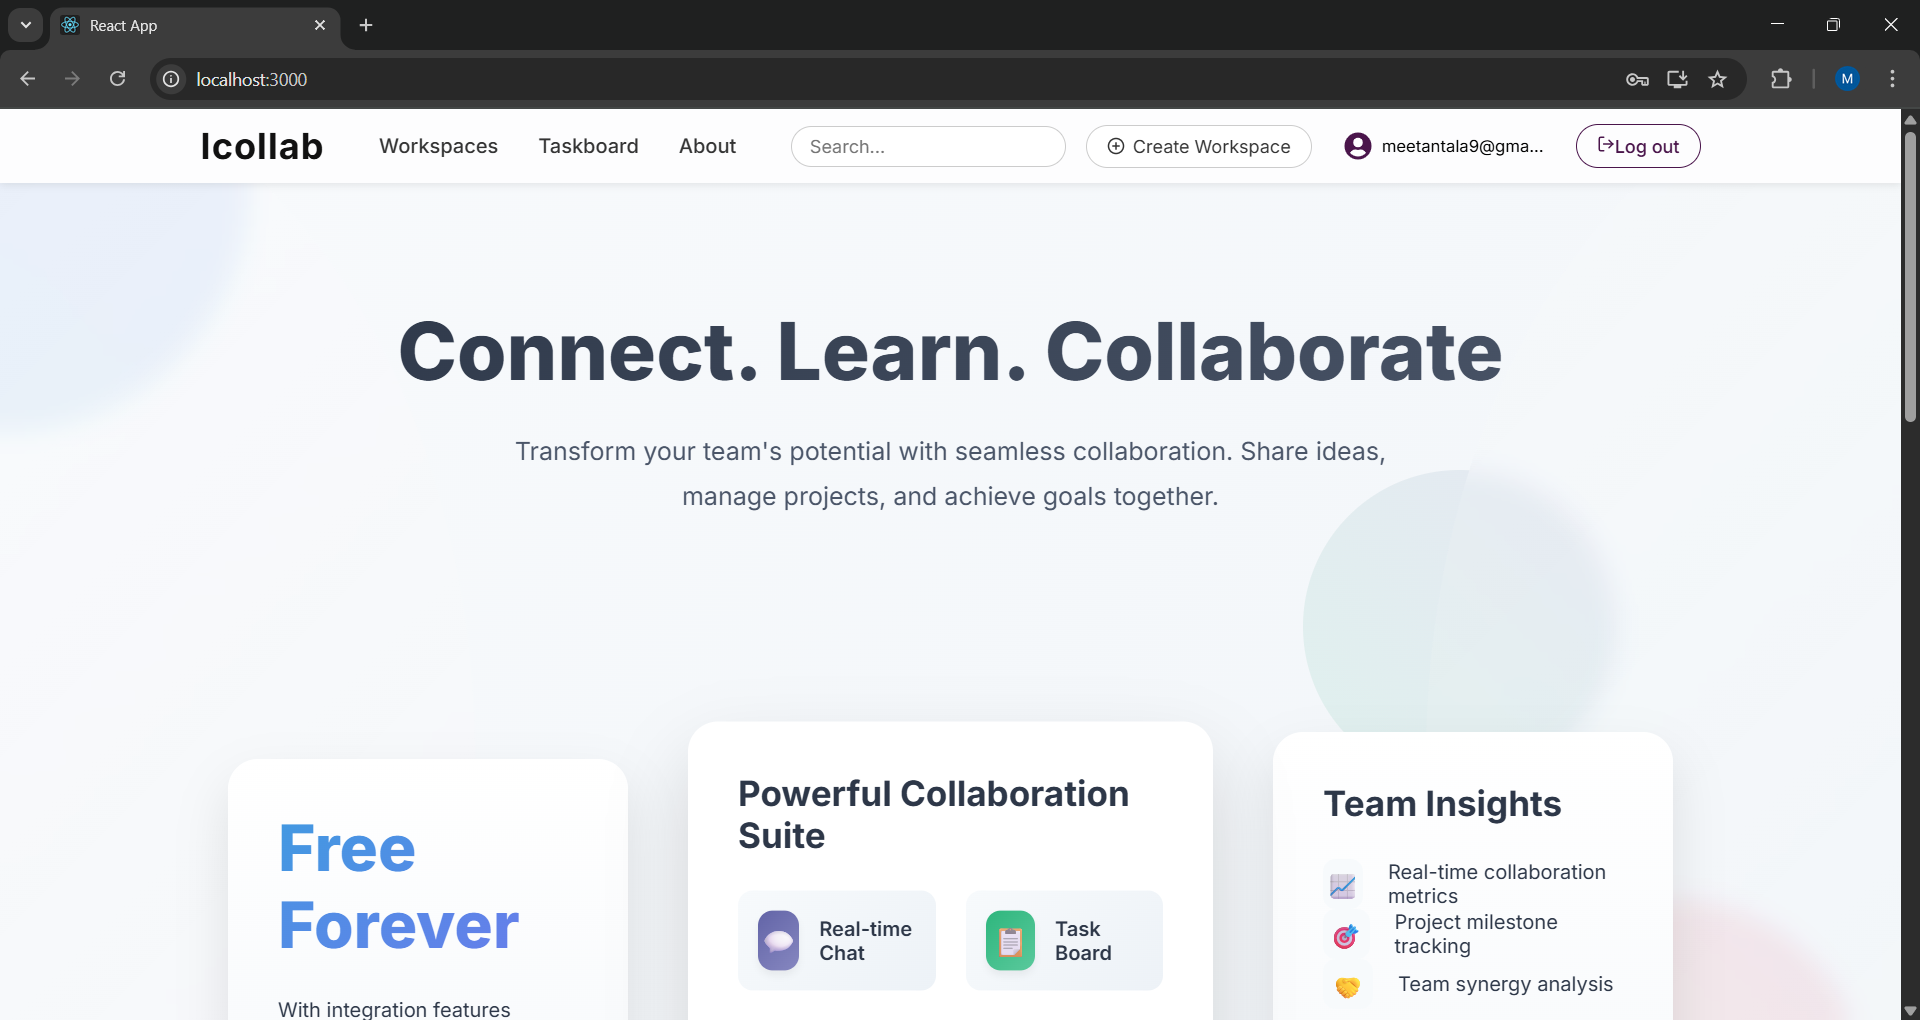 React App
localhost:3000
M
Icollab
Workspaces
Taskboard
About
Search...
Create Workspace
meetantala9@gma...
Log out
Connect. Learn. Collaborate
Transform your team's potential with seamless collaboration. Share ideas,
manage projects, and achieve goals together.
Free
Forever
With integration features
Powerful Collaboration
Suite
Real-time
Chat
Task
Board
Team Insights
Real-time collaboration
metrics
Project milestone
tracking
Team synergy analysis